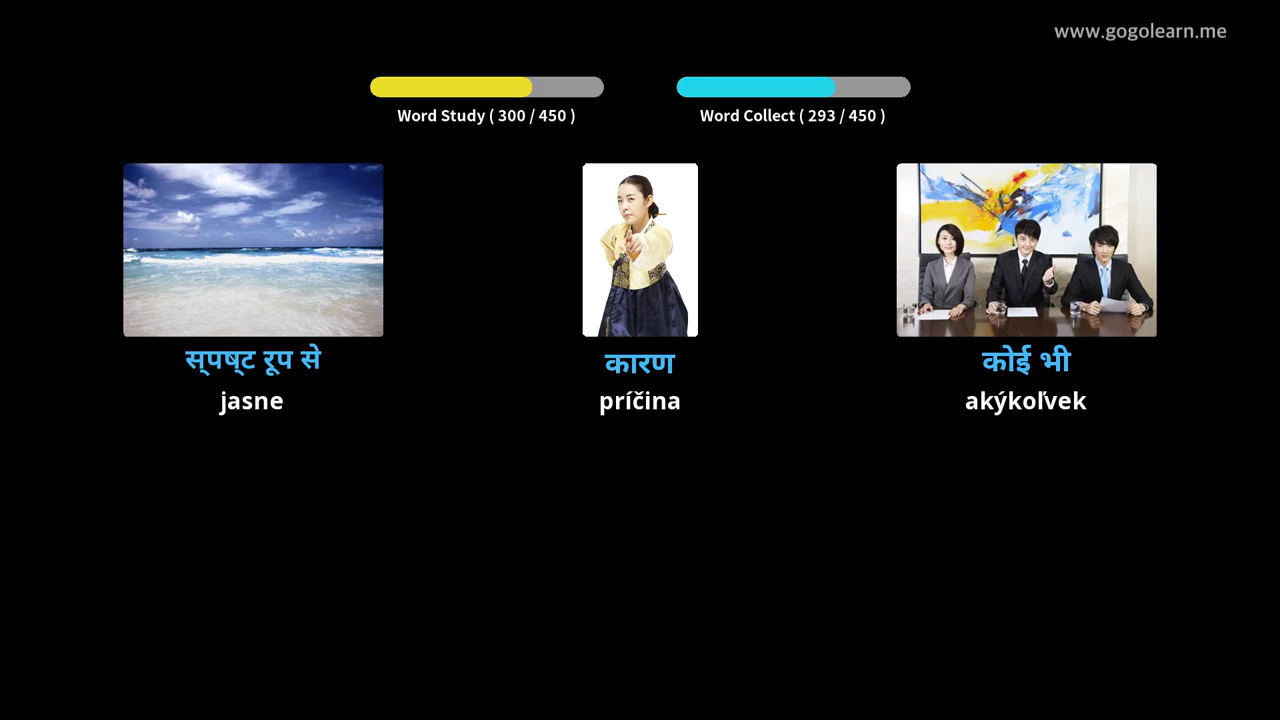 www.gogolearn.me
Word Study ( 300 / 450 )
Word Collect ( 293 / 450 )
स्पष्ट रूप से
jasne
कारण
príčina
कोई भी
akýkoľvek